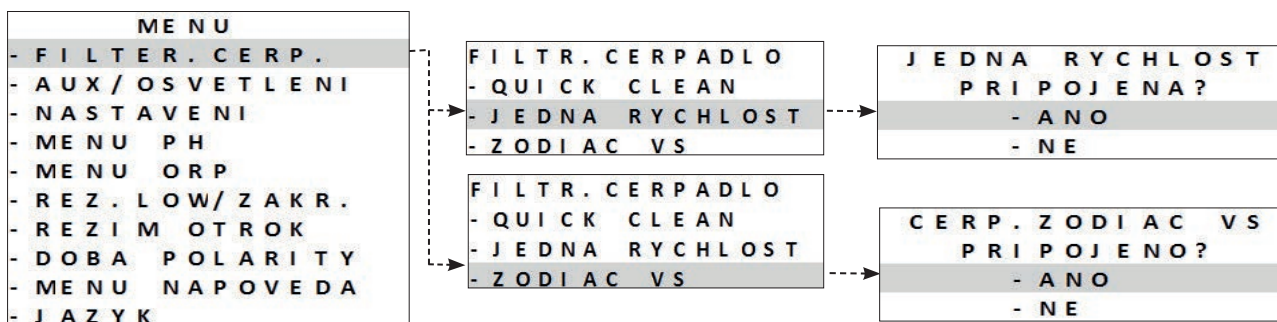 MENU
- FILTER.CERP.
- AUX/OSVETLENI
- NASTAVENI
- MENU PH
- MENU ORP
- REZ.LOW/ZAKR.
- REZIM OTROK
- DOBA POLARITY
- MENU NAPOVEDA
- JAZYK
FILTR.CERPADLO
- QUICK CLEAN
- JEDNA RYCHLOST
- ZODIAC VS
JEDNA RYCHLOST
PRIPOJENA?
- ANO
- NE
FILTR.CERPADLO
- QUICK CLEAN
- JEDNA RYCHLOST
- ZODIAC VS
CERP.ZODIAC VS
PRIPOJENO?
- ANO
- NE